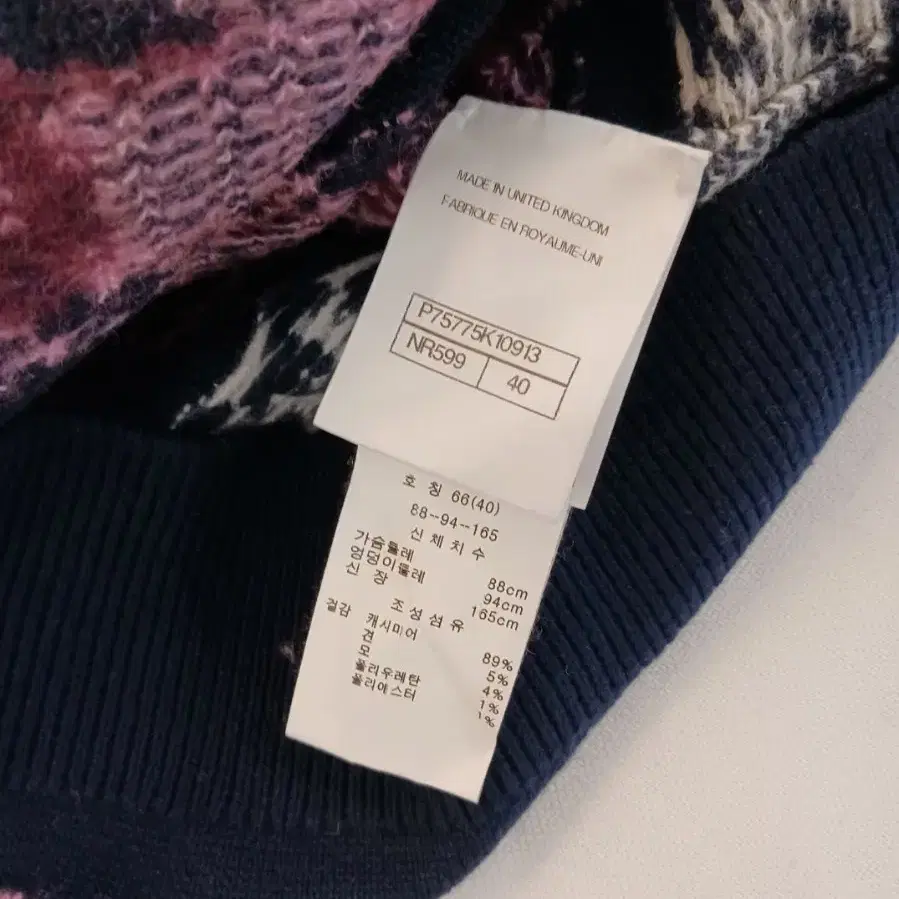 MADE IN UNITED KINGDOM
FABRIQUE EN ROYAUME-UNI
P75775K10913
NR599 40
호 칭 66(40)
88--94--165
신 체 치 수
가슴둘레 88cm
엉덩이둘레 94cm
신 장 165cm
조 성 섬 유
겉감 캐시미어 89%
견 5%
모 4%
폴리우레탄 1%
폴리에스터 1%